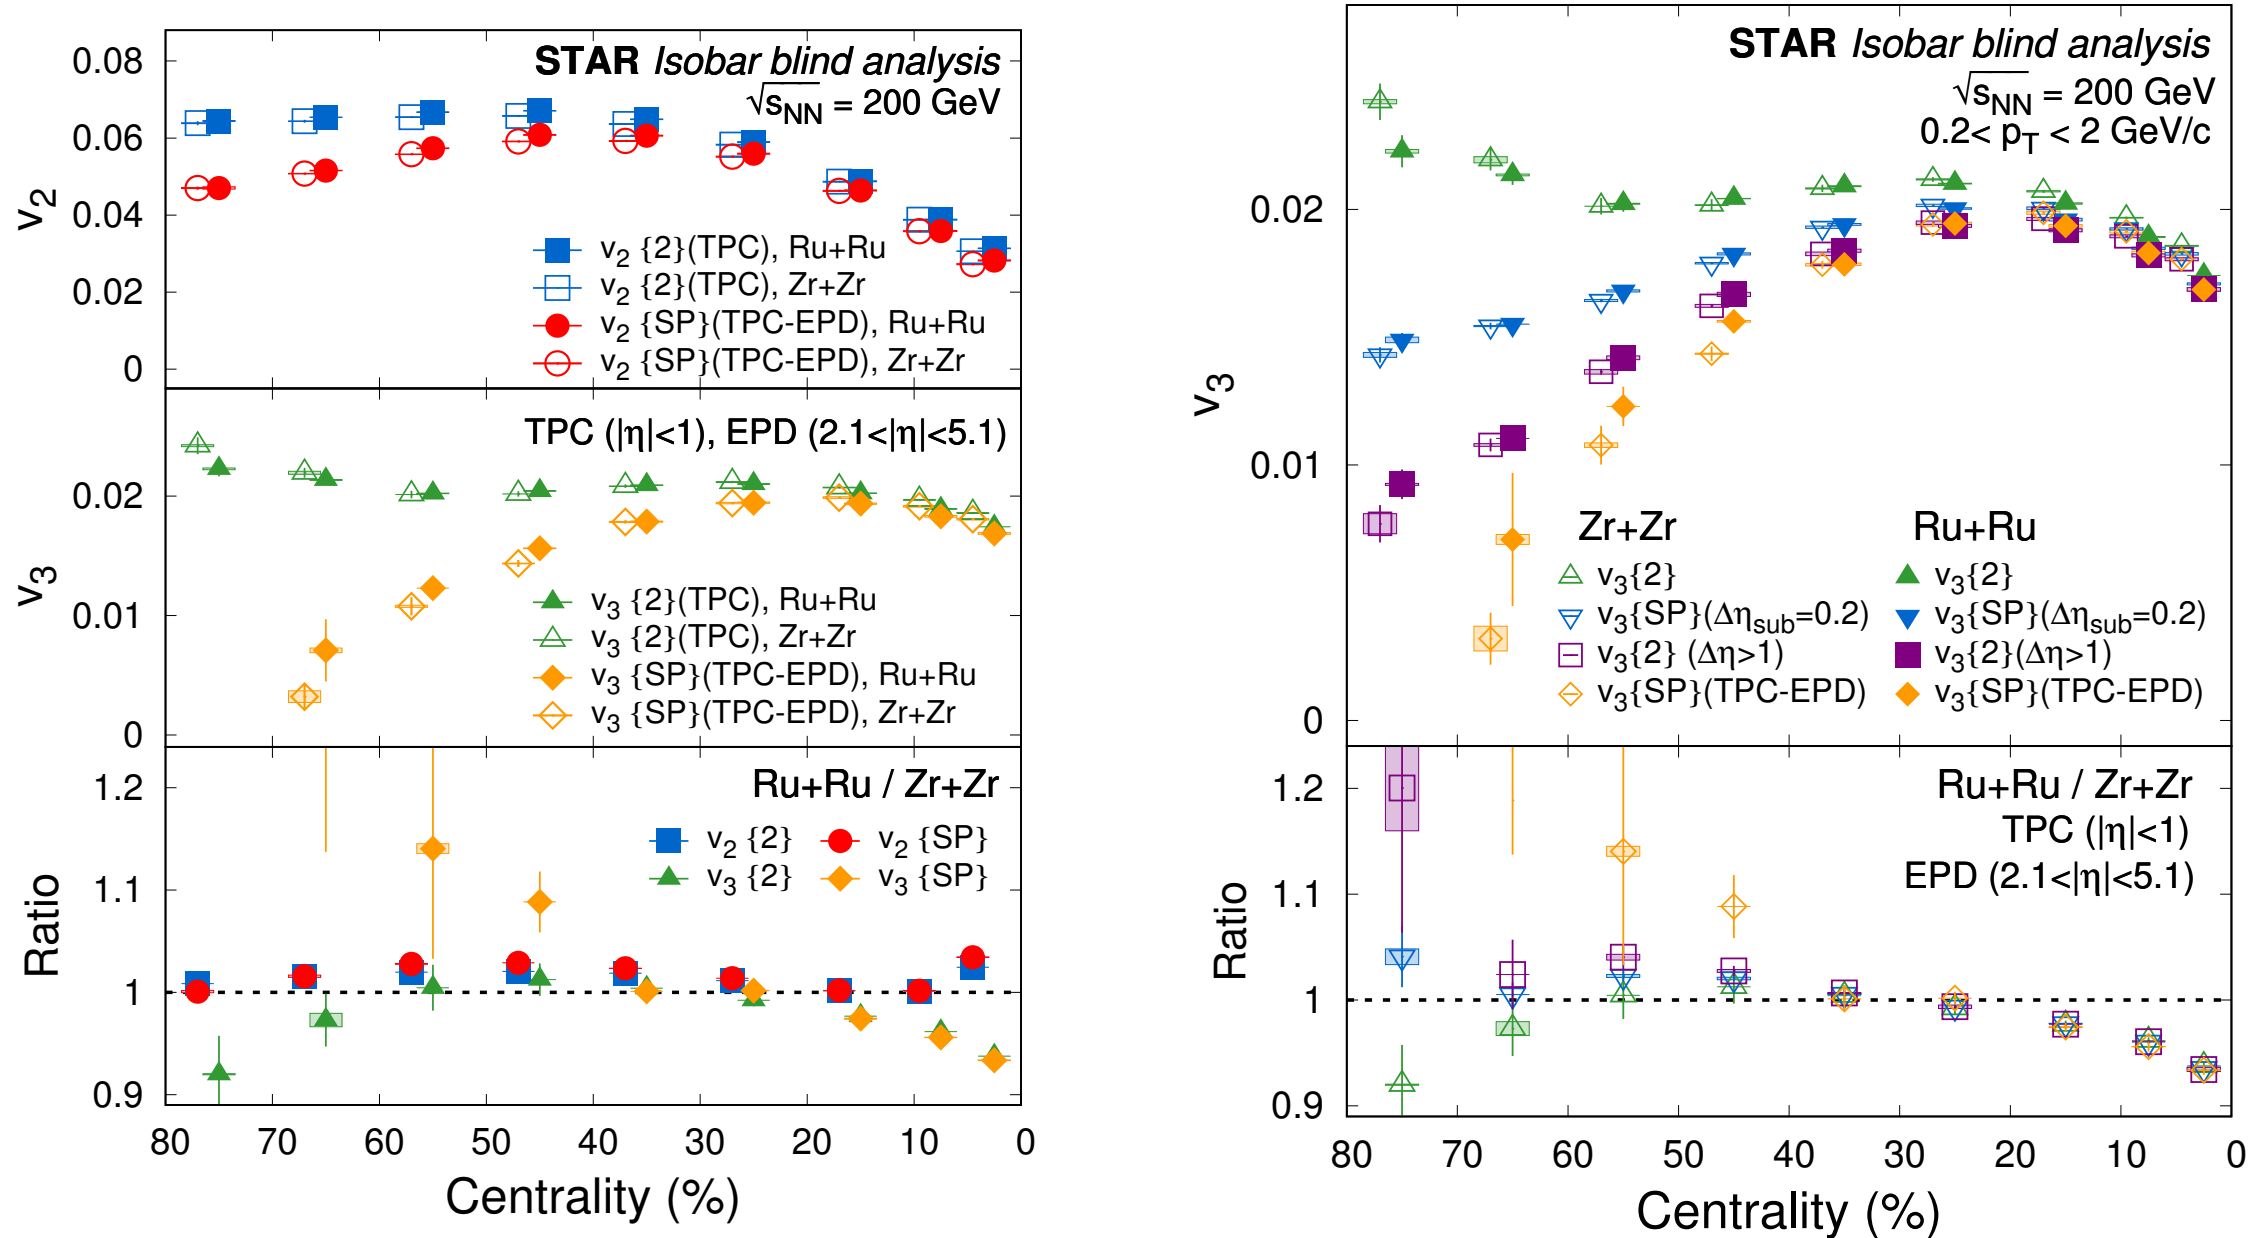 STAR Isobar blind analysis
√sNN = 200 GeV
0.08
0.06
0.04
0.02
0
v2
v2 {2}(TPC), Ru+Ru
v2 {2}(TPC), Zr+Zr
v2 {SP}(TPC-EPD), Ru+Ru
v2 {SP}(TPC-EPD), Zr+Zr
TPC (|η|<1), EPD (2.1<|η|<5.1)
0.02
0.01
0
v3
v3 {2}(TPC), Ru+Ru
v3 {2}(TPC), Zr+Zr
v3 {SP}(TPC-EPD), Ru+Ru
v3 {SP}(TPC-EPD), Zr+Zr
Ru+Ru / Zr+Zr
v2 {2} v2 {SP}
v3 {2} v3 {SP}
1.2
1.1
1
0.9
Ratio
80 70 60 50 40 30 20 10 0
Centrality (%)
STAR Isobar blind analysis
√sNN = 200 GeV
0.2< pT < 2 GeV/c
0.02
0.01
0
v3
Zr+Zr Ru+Ru
v3{2} v3{2}
v3{SP}(Δηsub=0.2) v3{SP}(Δηsub=0.2)
v3{2} (Δη>1) v3{2}(Δη>1)
v3{SP}(TPC-EPD) v3{SP}(TPC-EPD)
Ru+Ru / Zr+Zr
TPC (|η|<1)
EPD (2.1<|η|<5.1)
1.2
1.1
1
0.9
Ratio
80 70 60 50 40 30 20 10 0
Centrality (%)